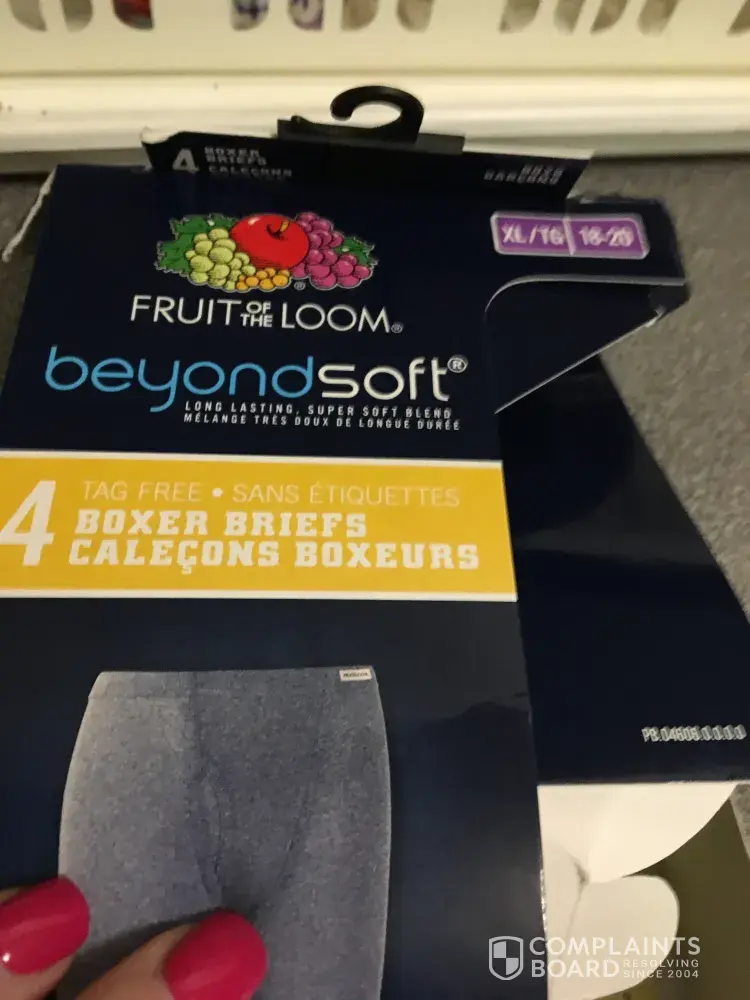 4 BOXER
BRIEFS
CALEÇONS
BOYS
GARCONS
XL/TG 18-20
FRUIT OF THE LOOM®
beyondsoft®
LONG LASTING, SUPER SOFT BLEND
MÉLANGE TRÈS DOUX DE LONGUE DURÉE
4 TAG FREE • SANS ÉTIQUETTES
BOXER BRIEFS
CALEÇONS BOXEURS
COMPLAINTS
BOARD RESOLVING
SINCE 2004